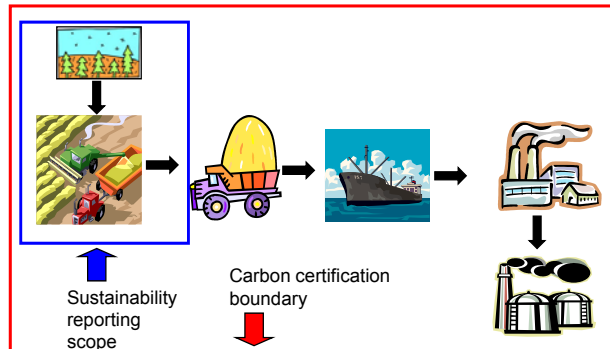 Sustainability
reporting
scope
Carbon certification
boundary